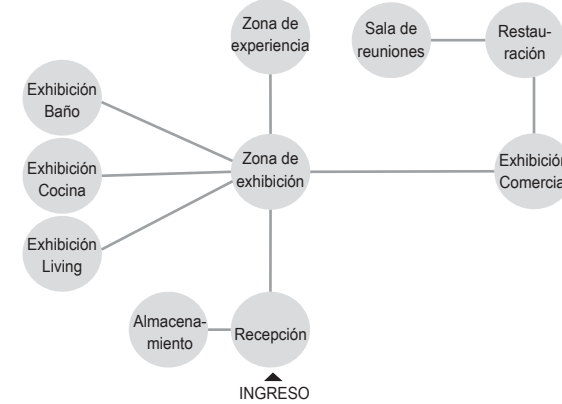 Zona de
experiencia
Sala de
reuniones
Restau-
ración
Exhibición
Baño
Exhibición
Cocina
Exhibición
Living
Zona de
exhibición
Exhibición
Comercia
Almacena-
miento
Recepción
INGRESO